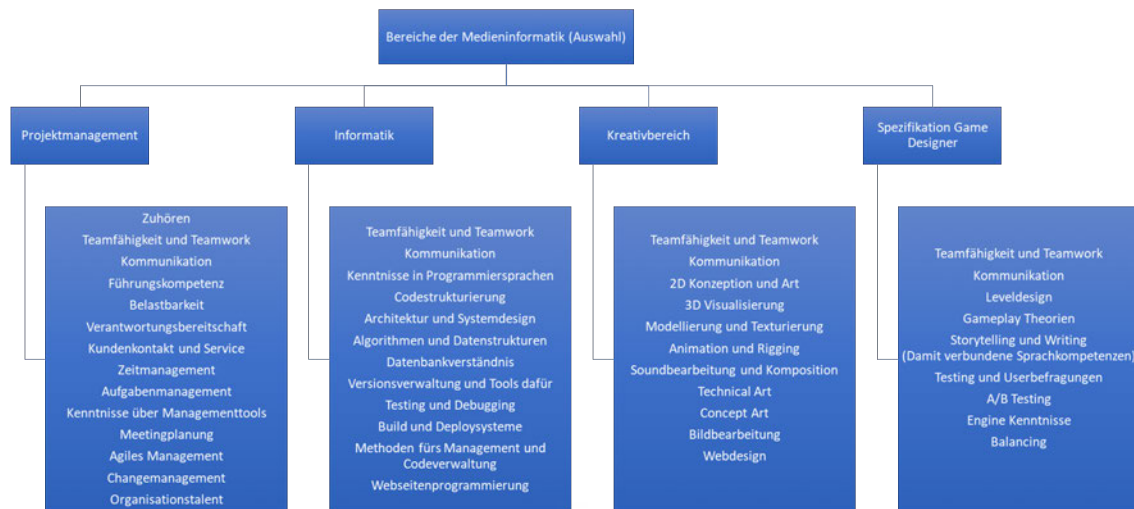 Bereiche der Medieninformatik (Auswahl)
Projektmanagement
Zuhören
Teamfähigkeit und Teamwork
Kommunikation
Führungskompetenz
Belastbarkeit
Verantwortungsbereitschaft
Kundenkontakt und Service
Zeitmanagement
Aufgabenmanagement
Kenntnisse über Managementtools
Meetingplanung
Agiles Management
Changemanagement
Organisationstalent
Informatik
Teamfähigkeit und Teamwork
Kommunikation
Kenntnisse in Programmiersprachen
Codestrukturierung
Architektur und Systemdesign
Algorithmen und Datenstrukturen
Datenbankverständnis
Versionsverwaltung und Tools dafür
Testing und Debugging
Build und Deploysysteme
Methoden fürs Management und
Codeverwaltung
Webseitenprogrammierung
Kreativbereich
Teamfähigkeit und Teamwork
Kommunikation
2D Konzeption und Art
3D Visualisierung
Modellierung und Texturierung
Animation und Rigging
Soundbearbeitung und Komposition
Technical Art
Concept Art
Bildbearbeitung
Webdesign
Spezifikation Game
Designer
Teamfähigkeit und Teamwork
Kommunikation
Leveldesign
Gameplay Theorien
Storytelling und Writing
(Damit verbundene Sprachkompetenzen)
Testing und Userbefragungen
A/B Testing
Engine Kenntnisse
Balancing